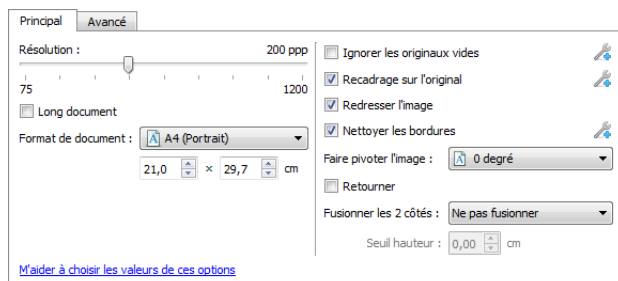 Principal Avancé
Résolution : 200 ppp
75 1200
Long document
Format de document : A4 (Portrait)
21,0 × 29,7 cm
M'aider à choisir les valeurs de ces options
Ignorer les originaux vides
Recadrage sur l'original
Redresser l'image
Nettoyer les bordures
Faire pivoter l'image : 0 degré
Retourner
Fusionner les 2 côtés : Ne pas fusionner
Seuil hauteur : 0,00 cm